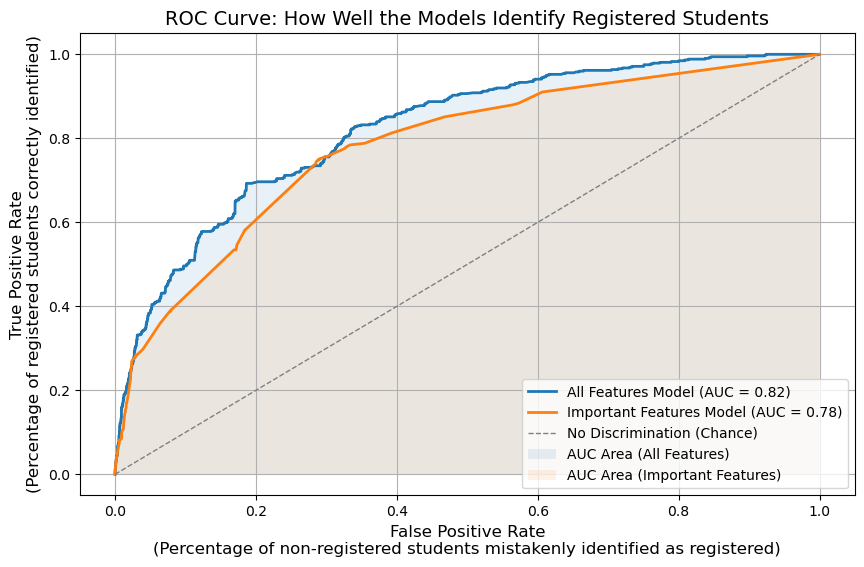 ROC Curve: How Well the Models Identify Registered Students
True Positive Rate
(Percentage of registered students correctly identified)
1.0
0.8
0.6
0.4
0.2
0.0
All Features Model (AUC = 0.82)
Important Features Model (AUC = 0.78)
No Discrimination (Chance)
AUC Area (All Features)
AUC Area (Important Features)
0.0 0.2 0.4 0.6 0.8 1.0
False Positive Rate
(Percentage of non-registered students mistakenly identified as registered)